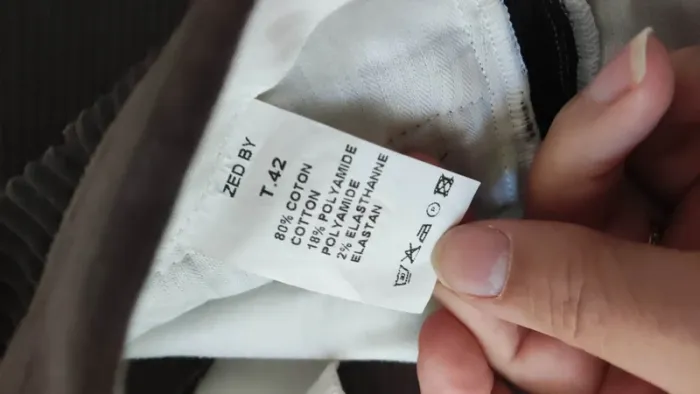 ZED BY
T.42
80% COTON
COTTON
18% POLYAMIDE
POLYAMIDE
2% ELASTHANNE
ELASTAN